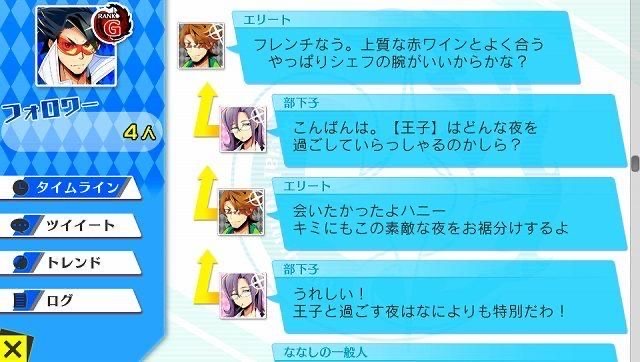 RANK
G
フォロワー
4人
タイムライン
ツイイート
トレンド
ログ
エリート
フレンチなう。上質な赤ワインとよく合う
やっぱりシェフの腕がいいからかな？
部下子
こんばんは。【王子】はどんな夜を
過ごしていらっしゃるのかしら？
エリート
会いたかったよハニー
キミにもこの素敵な夜をお裾分けするよ
部下子
うれしい！
王子と過ごす夜はなによりも特別だわ！
ななしの一般人